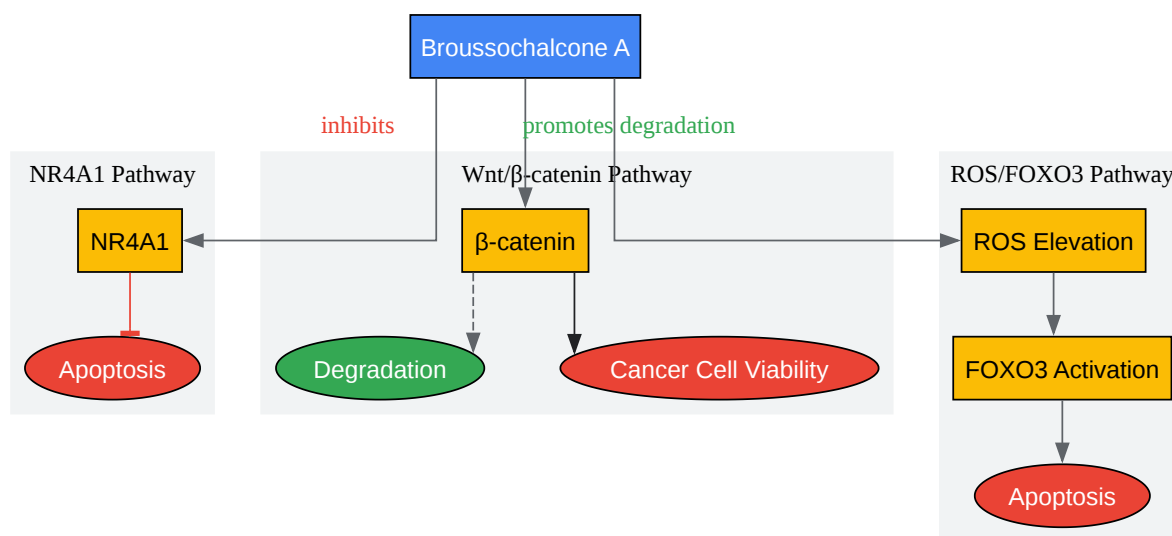 Broussochalcone A
inhibits
promotes degradation
NR4A1 Pathway
Wnt/β-catenin Pathway
ROS/FOXO3 Pathway
NR4A1
β-catenin
ROS Elevation
Apoptosis
Degradation
Cancer Cell Viability
FOXO3 Activation
Apoptosis